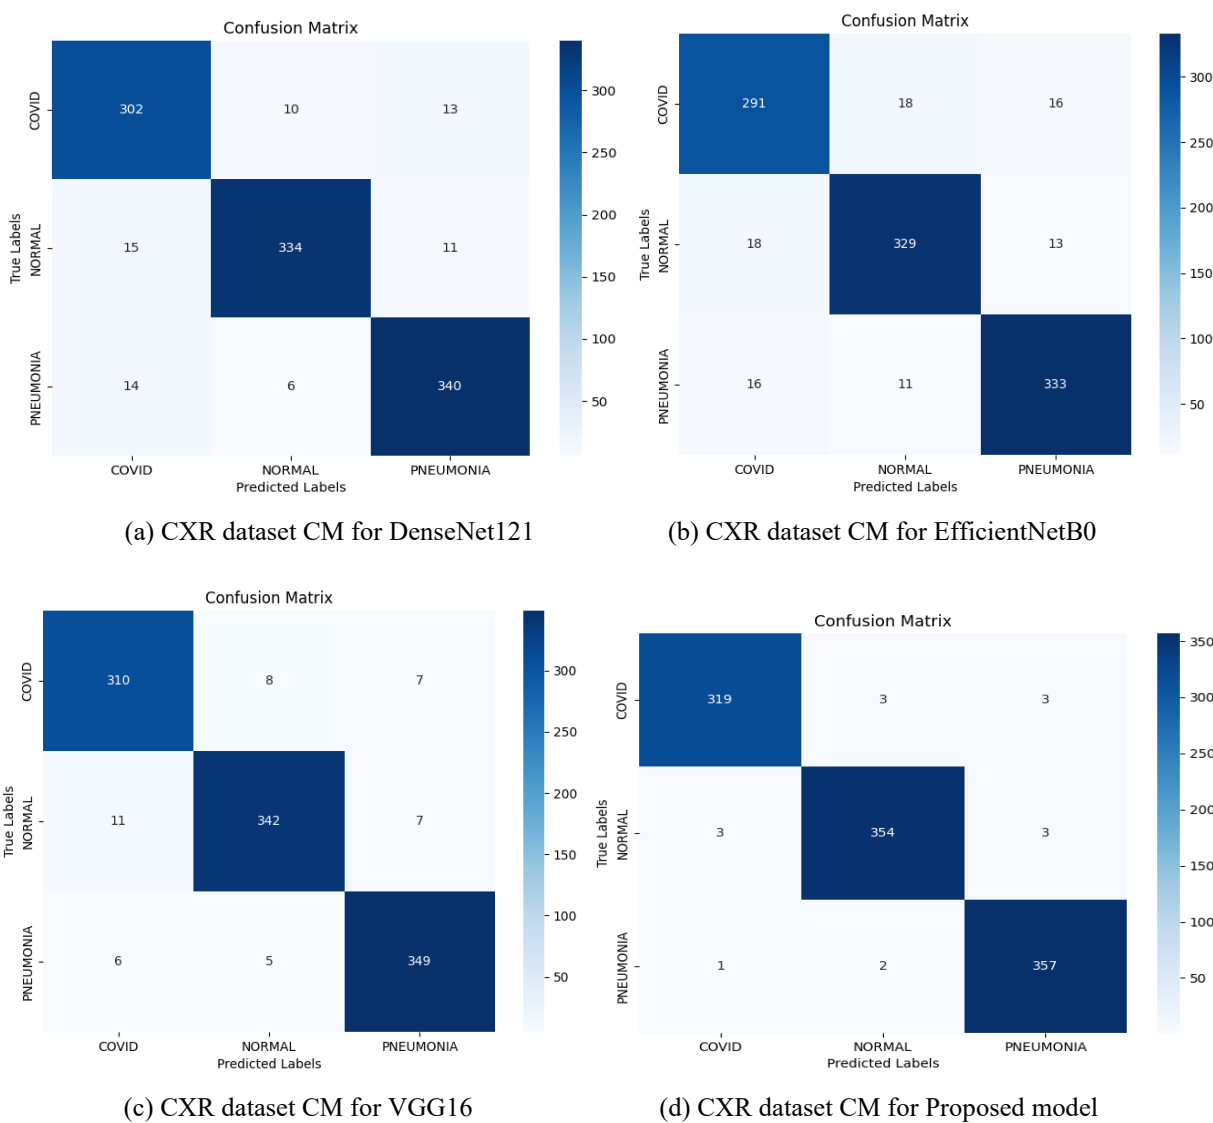 Confusion Matrix
COVID 302 10 13
NORMAL 15 334 11
PNEUMONIA 14 6 340
True Labels
COVID NORMAL PNEUMONIA
Predicted Labels
300
250
200
150
100
50
(a) CXR dataset CM for DenseNet121
Confusion Matrix
COVID 291 18 16
NORMAL 18 329 13
PNEUMONIA 16 11 333
True Labels
COVID NORMAL PNEUMONIA
Predicted Labels
300
250
200
150
100
50
(b) CXR dataset CM for EfficientNetB0
Confusion Matrix
COVID 310 8 7
NORMAL 11 342 7
PNEUMONIA 6 5 349
True Labels
COVID NORMAL PNEUMONIA
Predicted Labels
300
250
200
150
100
50
(c) CXR dataset CM for VGG16
Confusion Matrix
COVID 319 3 3
NORMAL 3 354 3
PNEUMONIA 1 2 357
True Labels
COVID NORMAL PNEUMONIA
Predicted Labels
350
300
250
200
150
100
50
(d) CXR dataset CM for Proposed model